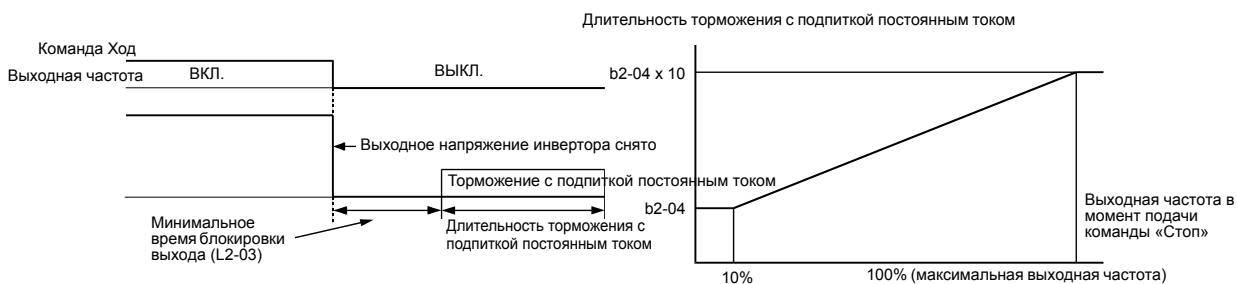 Длительность торможения с подпиткой постоянным током
Команда Ход
Выходная частота
ВКЛ.
ВЫКЛ.
Выходное напряжение инвертора снято
Торможение с подпиткой постоянным током
Минимальное
время блокировки
выхода (L2-03)
Длительность торможения с
подпиткой постоянным током
b2-04 x 10
b2-04
Выходная частота в
момент подачи
команды «Стоп»
10%
100% (максимальная выходная частота)